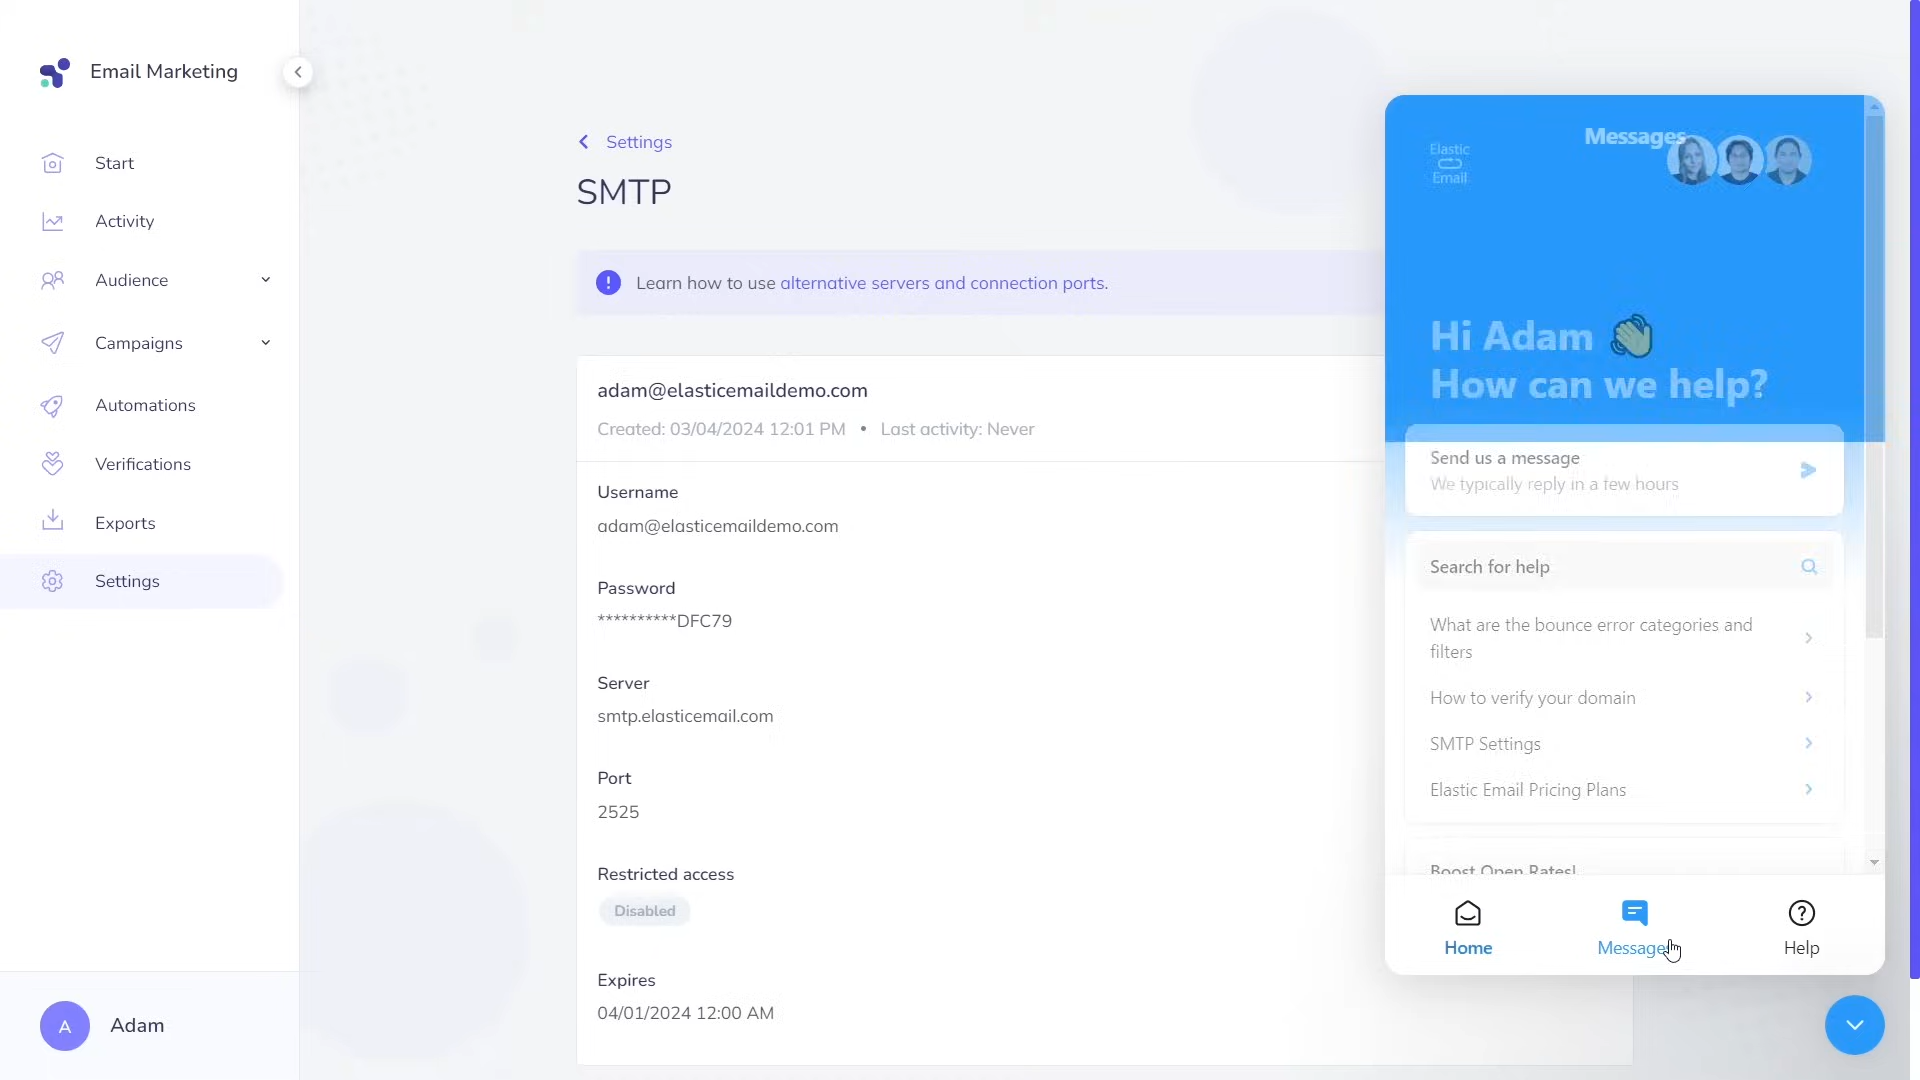 Email Marketing
Start
Activity
Audience
Campaigns
Automations
Verifications
Exports
Settings
A
Adam
Settings
SMTP
Learn how to use alternative servers and connection ports.
adam@elasticemaildemo.com
Created: 03/04/2024 12:01 PM • Last activity: Never
Username
adam@elasticemaildemo.com
Password
**********DFC79
Server
smtp.elasticemail.com
Port
2525
Restricted access
Disabled
Expires
04/01/2024 12:00 AM
Messages
Elastic
Email
Hi Adam 👋
How can we help?
Send us a message
We typically reply in a few hours
Search for help
What are the bounce error categories and
filters
How to verify your domain
SMTP Settings
Elastic Email Pricing Plans
Boost Open Rates!
Home
Messages
Help